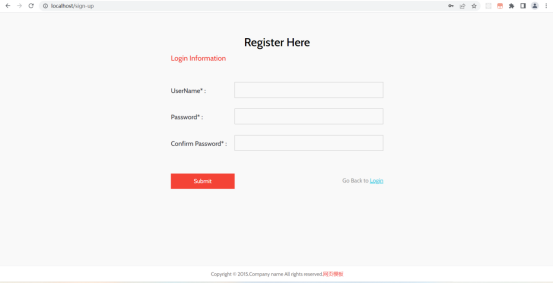 localhost/sign-up
Register Here
Login Information
UserName* :
Password* :
Confirm Password* :
Submit
Go Back to Login
Copyright © 2015.Company name All rights reserved.网页模板